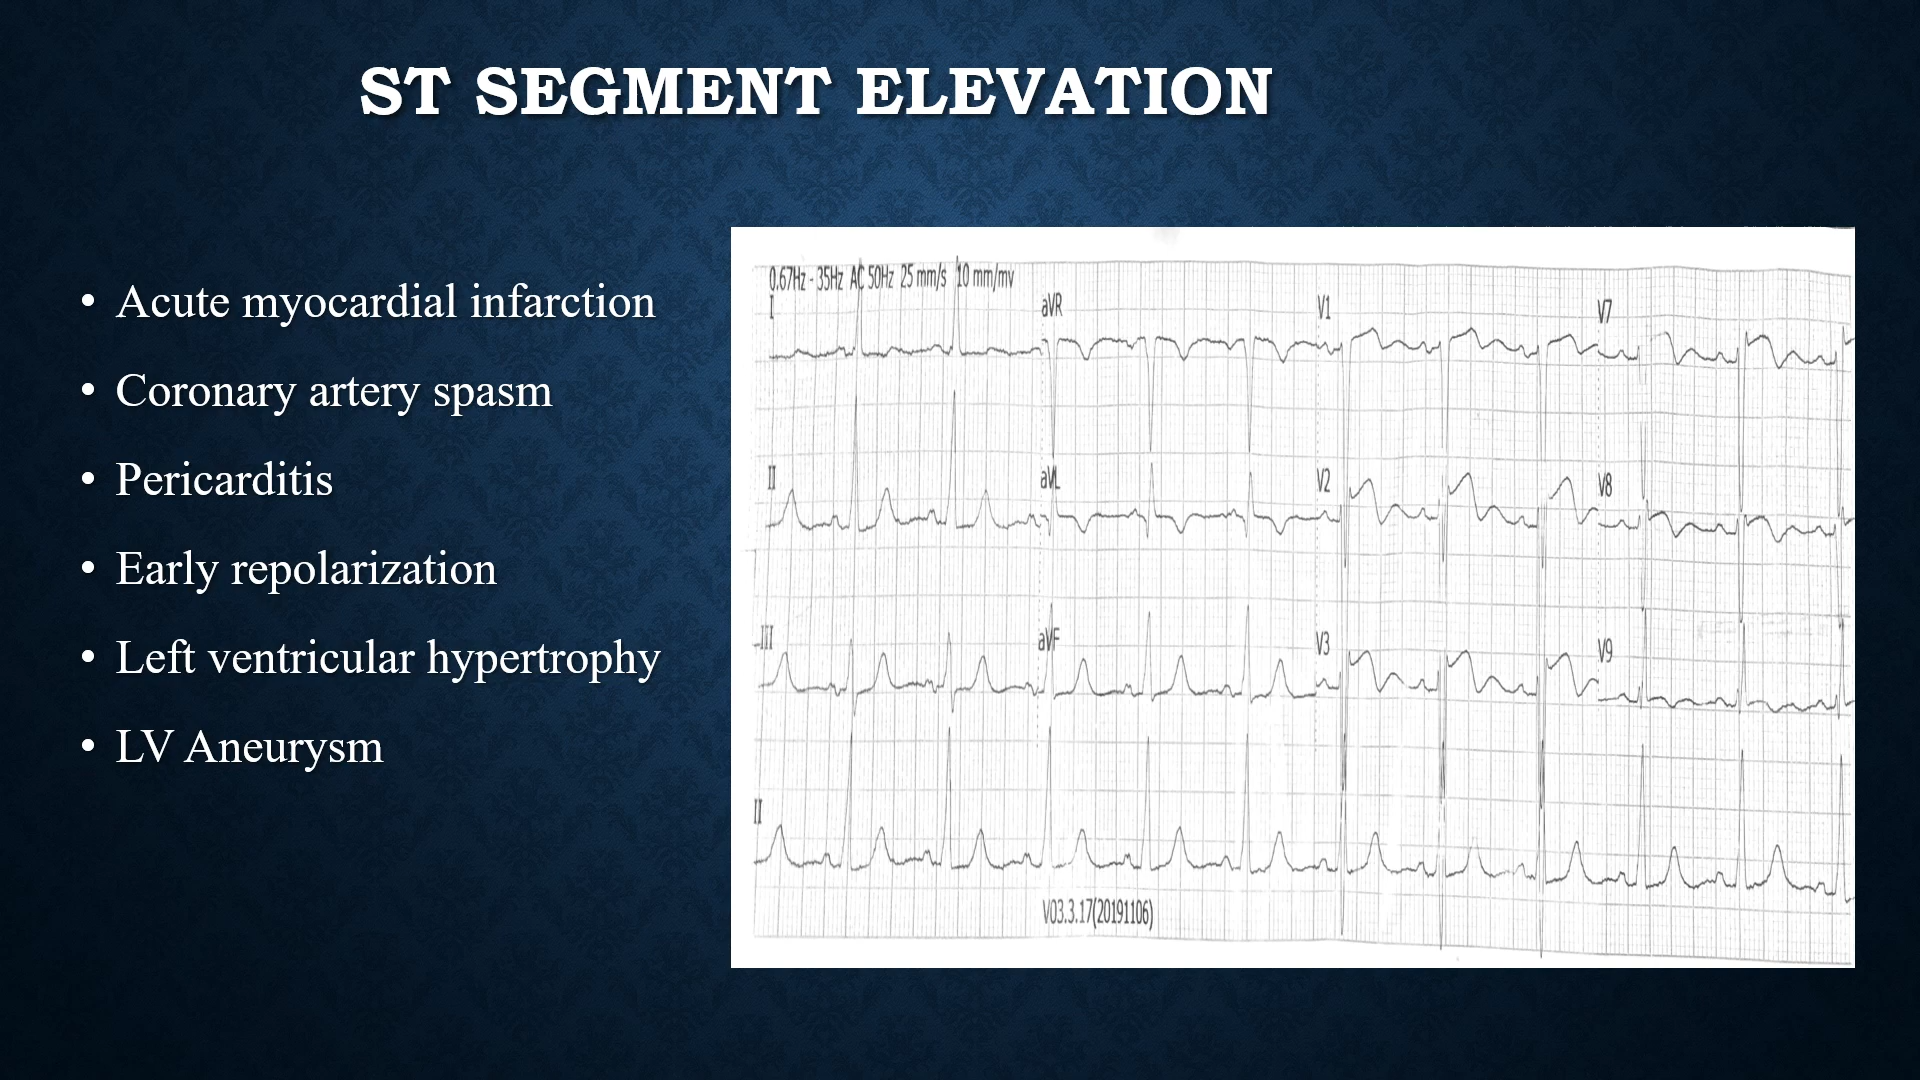 ST SEGMENT ELEVATION
• Acute myocardial infarction
• Coronary artery spasm
• Pericarditis
• Early repolarization
• Left ventricular hypertrophy
• LV Aneurysm
0.67Hz - 35Hz AC 50Hz 25 mm/s 10 mm/mv
I aVR V1 V7
II aVL V2 V8
III aVF V3 V9
II
V03.3.17(20191106)